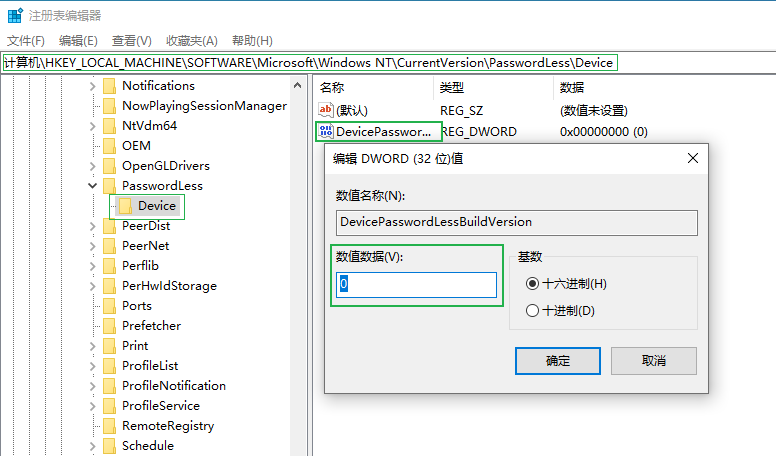 注册表编辑器
文件(F) 编辑(E) 查看(V) 收藏夹(A) 帮助(H)
计算机\HKEY_LOCAL_MACHINE\SOFTWARE\Microsoft\Windows NT\CurrentVersion\PasswordLess\Device
Notifications
NowPlayingSessionManager
NtVdm64
OEM
OpenGLDrivers
PasswordLess
Device
PeerDist
PeerNet
Perflib
PerHwIdStorage
Ports
Prefetcher
Print
ProfileList
ProfileNotification
ProfileService
RemoteRegistry
Schedule
名称 类型 数据
(默认) REG_SZ (数值未设置)
DevicePasswor... REG_DWORD 0x00000000 (0)
编辑 DWORD (32 位)值
数值名称(N):
DevicePasswordLessBuildVersion
数值数据(V):
0
基数
十六进制(H)
十进制(D)
确定 取消